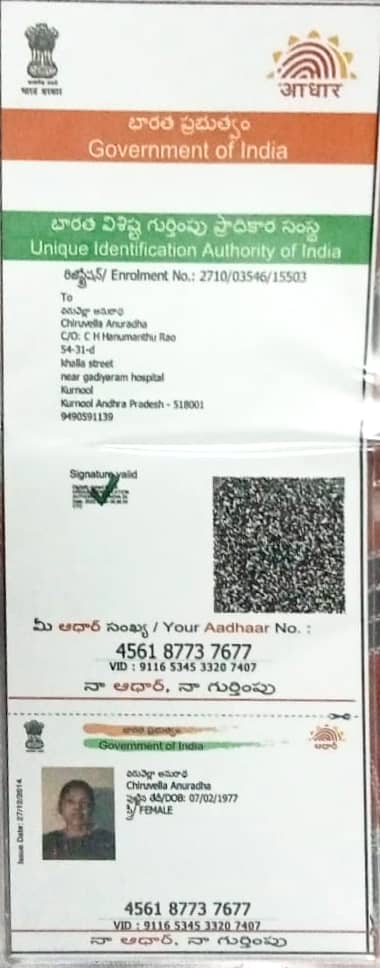 भारत सरकार
आधार
భారత ప్రభుత్వం
Government of India
భారత విశిష్ట గుర్తింపు ప్రాధికార సంస్థ
Unique Identification Authority of India
Enrolment No.: 2710/03546/15503
To
Chiruvella Anuradha
C/O: C H Hanumanthu Rao
54-31-d
khalla street
near gadiyaram hospital
Kurnool
Kurnool Andhra Pradesh - 518001
9490591139
Signature valid
మీ ఆధార్ సంఖ్య / Your Aadhaar No. :
4561 8773 7677
VID : 9116 5345 3320 7407
నా ఆధార్, నా గుర్తింపు
భారత ప్రభుత్వం
Government of India
ఆధార్
Issue Date: 27/12/2014
Chiruvella Anuradha
పుట్టిన తేదీ/DOB: 07/02/1977
స్త్రీ/ FEMALE
4561 8773 7677
VID : 9116 5345 3320 7407
నా ఆధార్, నా గుర్తింపు